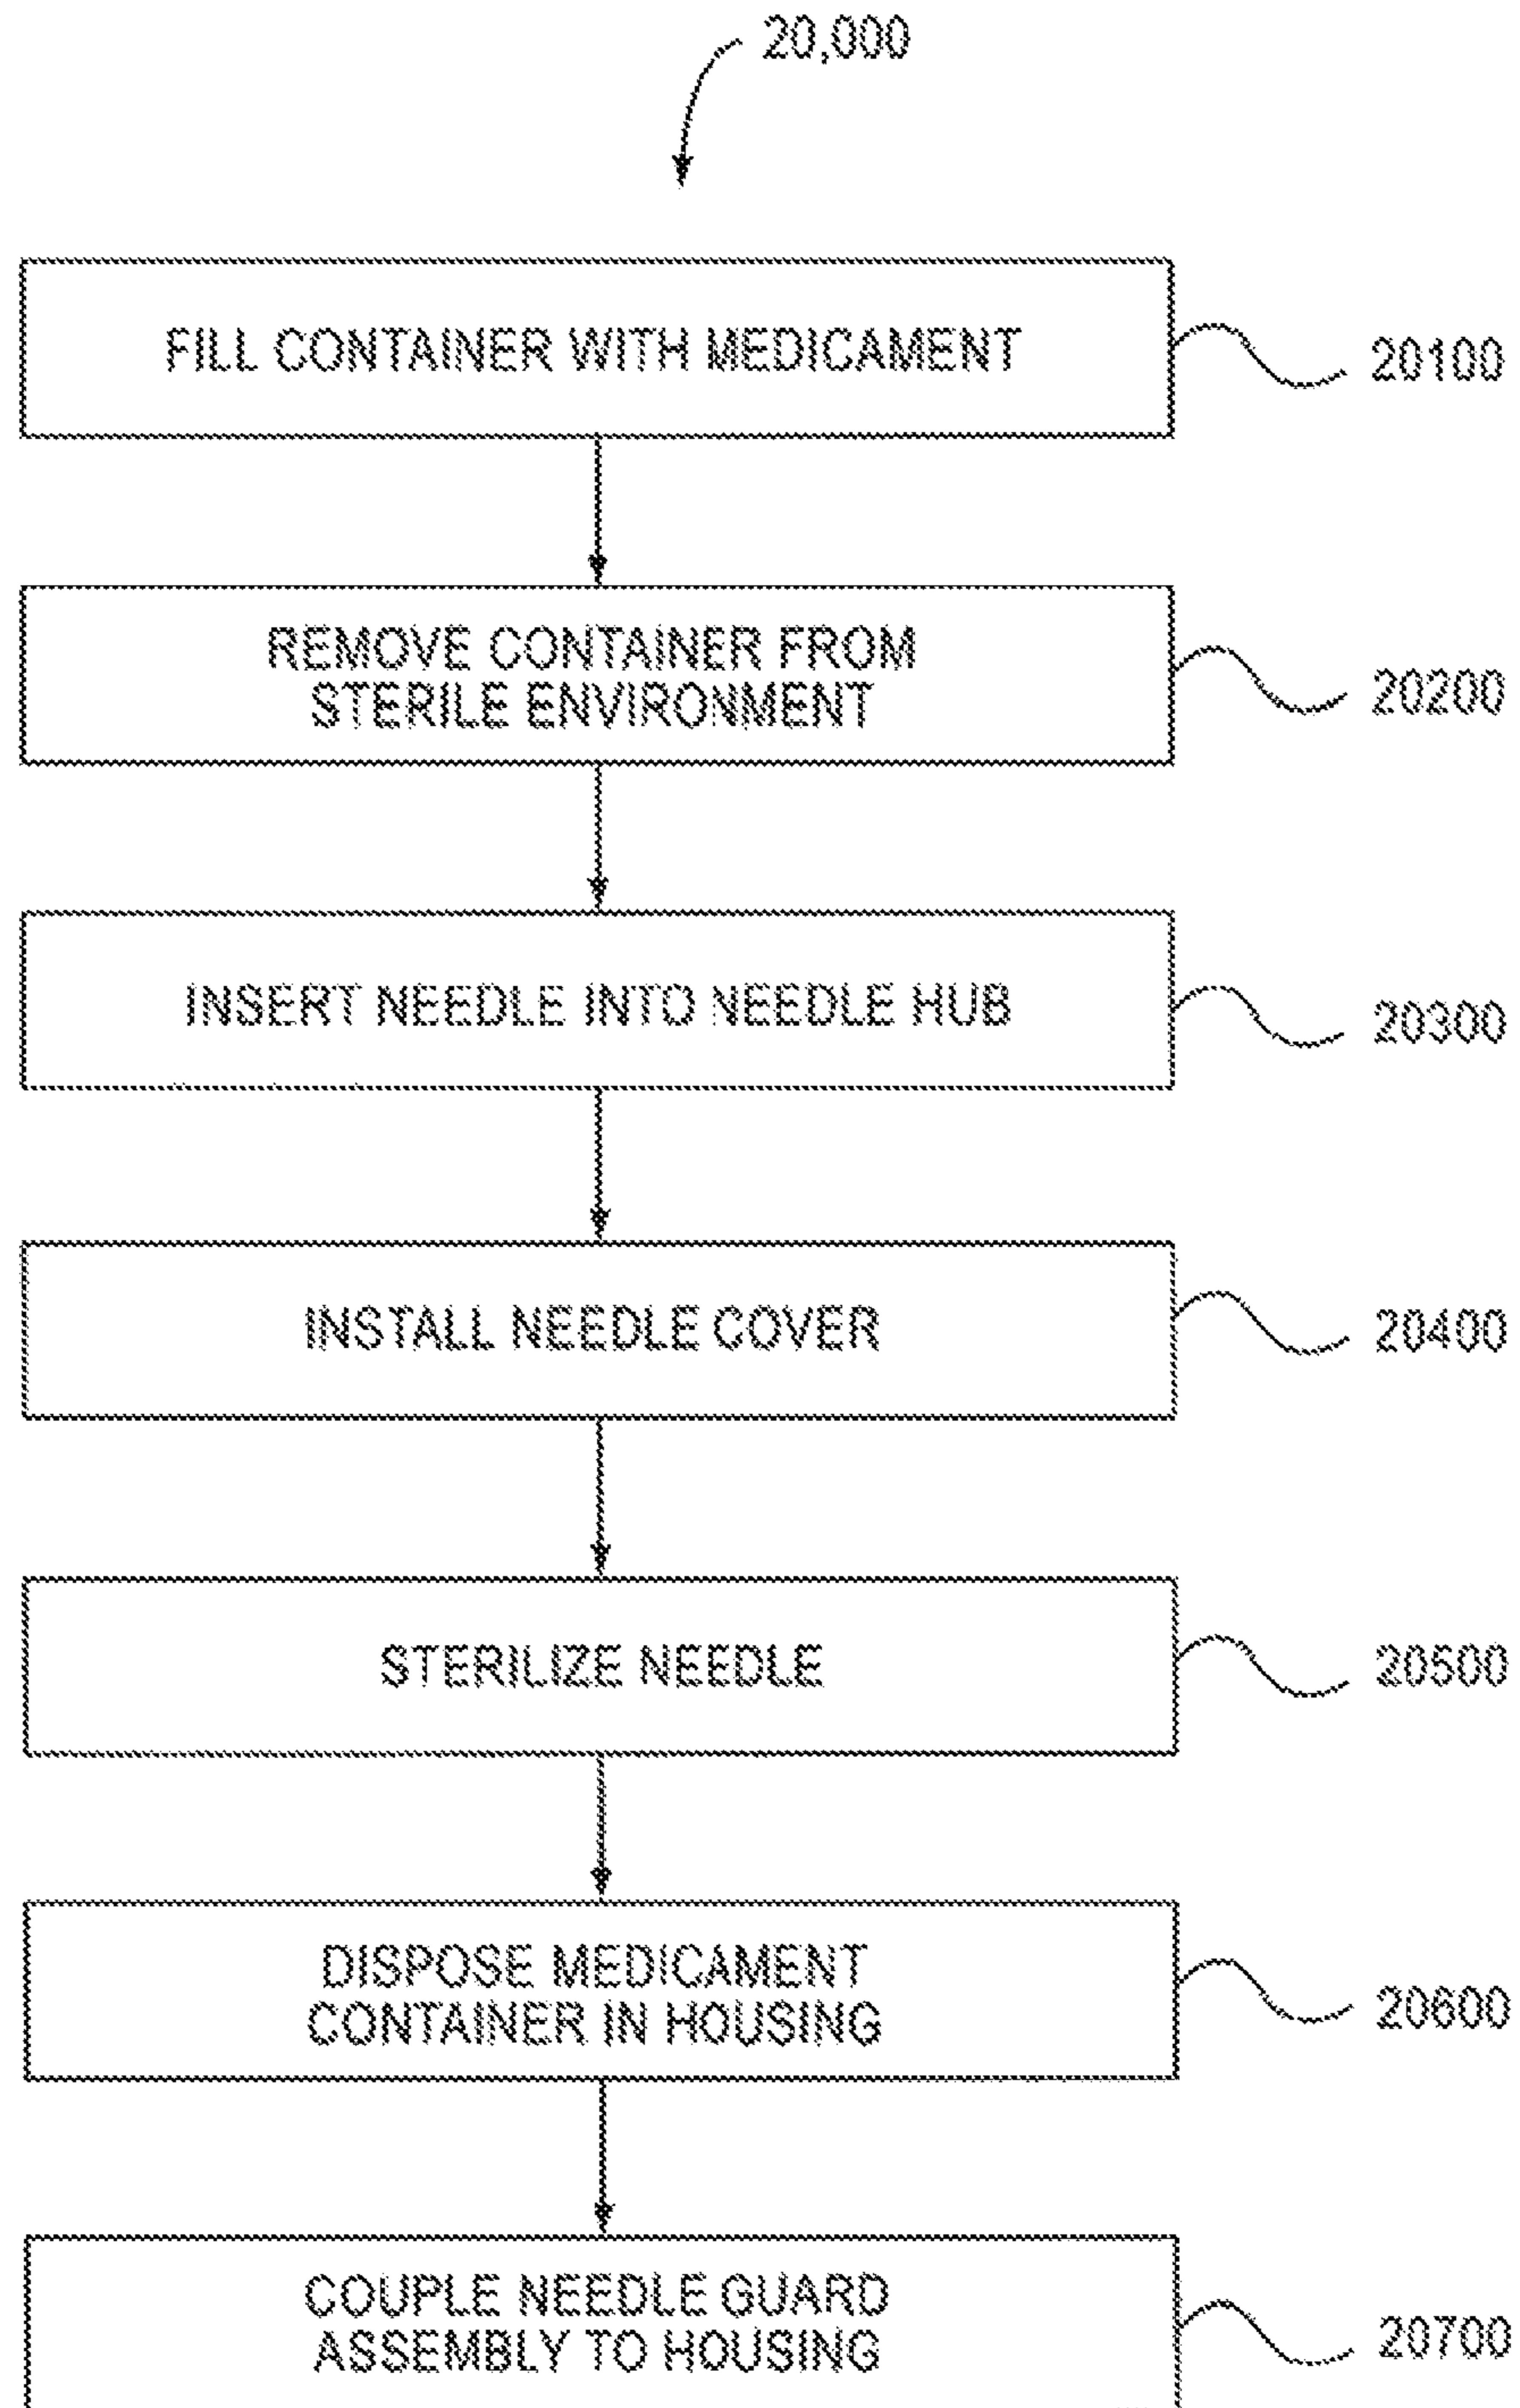 20,000
FILL CONTAINER WITH MEDICAMENT
20100
REMOVE CONTAINER FROM
STERILE ENVIRONMENT
20200
INSERT NEEDLE INTO NEEDLE HUB
20300
INSTALL NEEDLE COVER
20400
STERILIZE NEEDLE
20500
DISPOSE MEDICAMENT
CONTAINER IN HOUSING
20600
COUPLE NEEDLE GUARD
ASSEMBLY TO HOUSING
20700